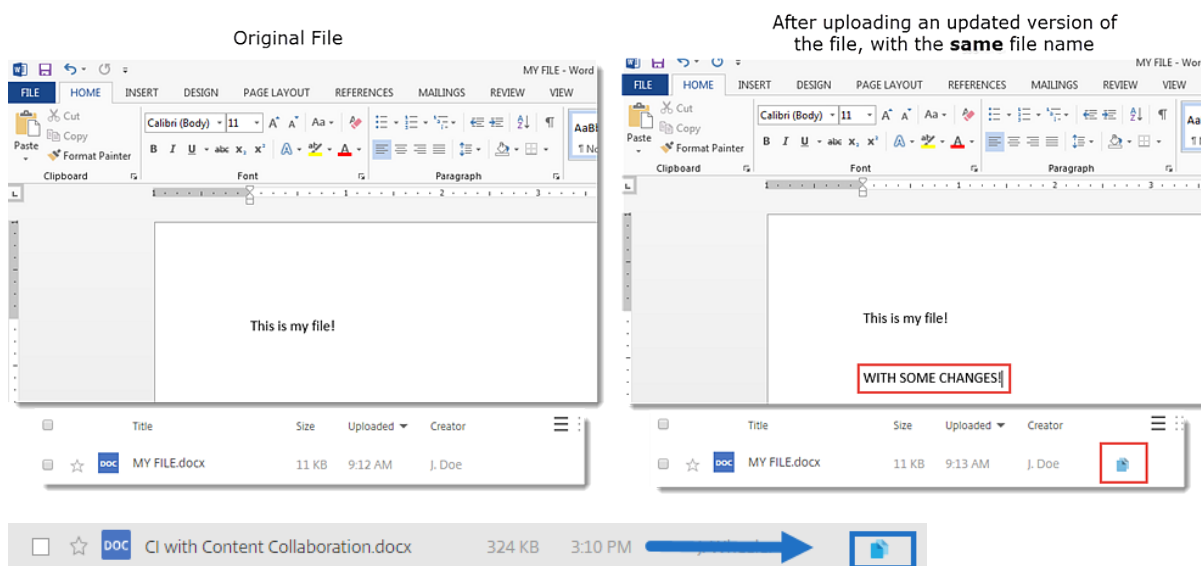 Original File
MY FILE - Word
FILE HOME INSERT DESIGN PAGE LAYOUT REFERENCES MAILINGS REVIEW VIEW
Cut
Copy
Paste
Format Painter
Calibri (Body) 11
Clipboard Font Paragraph
This is my file!
Title Size Uploaded Creator
DOC MY FILE.docx 11 KB 9:12 AM J. Doe
After uploading an updated version of
the file, with the same file name
MY FILE - Wor
FILE HOME INSERT DESIGN PAGE LAYOUT REFERENCES MAILINGS REVIEW VIEW
Cut
Copy
Paste
Format Painter
Calibri (Body) 11
Clipboard Font Paragraph
This is my file!
WITH SOME CHANGES!
Title Size Uploaded Creator
DOC MY FILE.docx 11 KB 9:13 AM J. Doe
DOC CI with Content Collaboration.docx 324 KB 3:10 PM